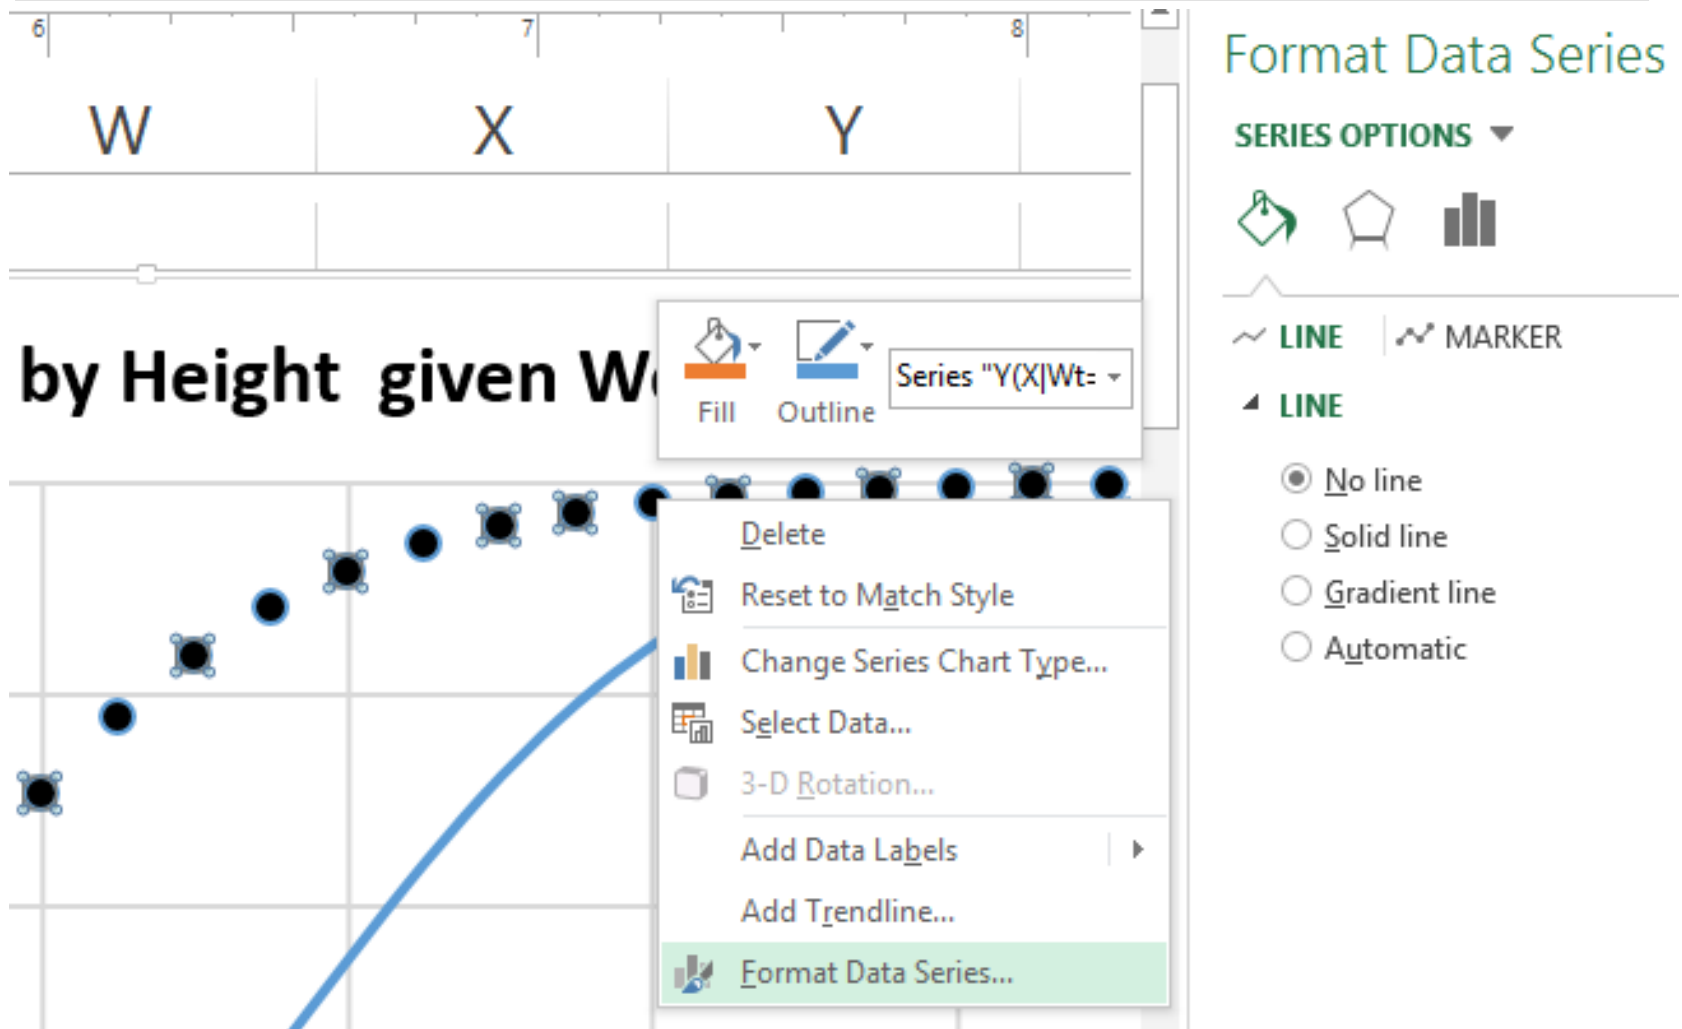 6 7 8
W X Y
by Height given W
Fill
Outline
Series "Y(X|Wt=
Delete
Reset to Match Style
Change Series Chart Type...
Select Data...
3-D Rotation...
Add Data Labels
Add Trendline...
Format Data Series...
Format Data Series
SERIES OPTIONS
LINE
MARKER
LINE
No line
Solid line
Gradient line
Automatic